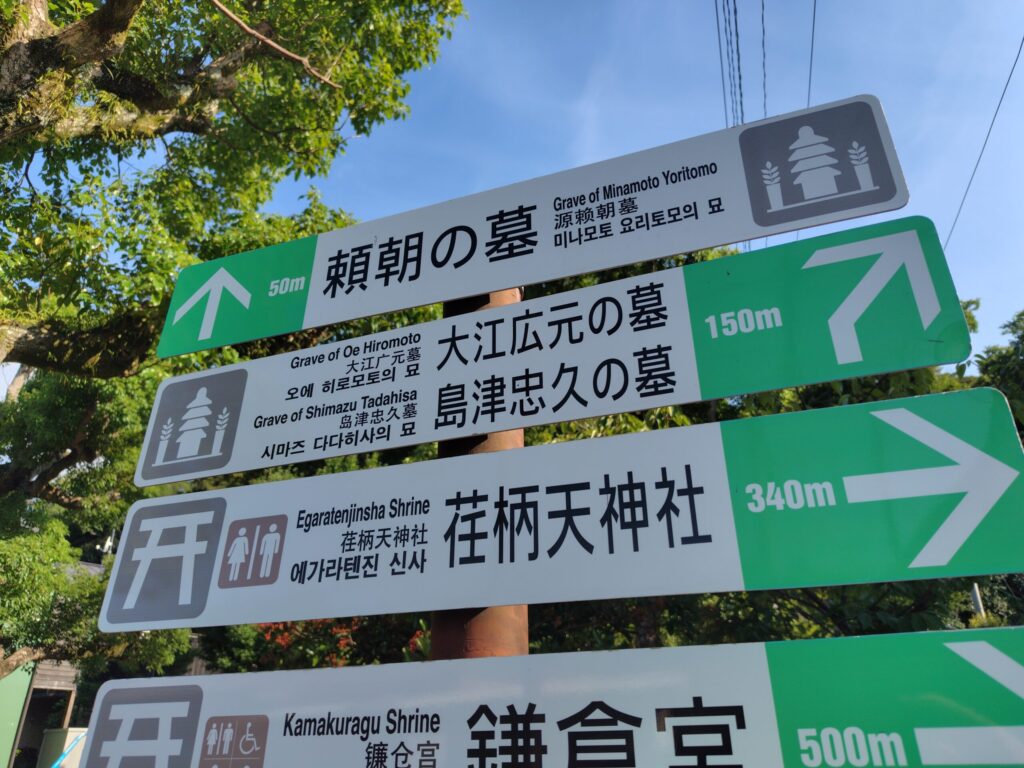 50m
頼朝の墓
Grave of Minamoto Yoritomo
源赖朝墓
미나모토 요리토모의 묘
Grave of Oe Hiromoto
大江广元墓
오에 히로모토의 묘
Grave of Shimazu Tadahisa
岛津忠久墓
시마즈 다다히사의 묘
大江広元の墓
島津忠久の墓
150m
Egaratenjinsha Shrine
荏柄天神社
에가라텐진 신사
荏柄天神社
340m
Kamakuragu Shrine
镰仓宫
鎌倉宮
500m